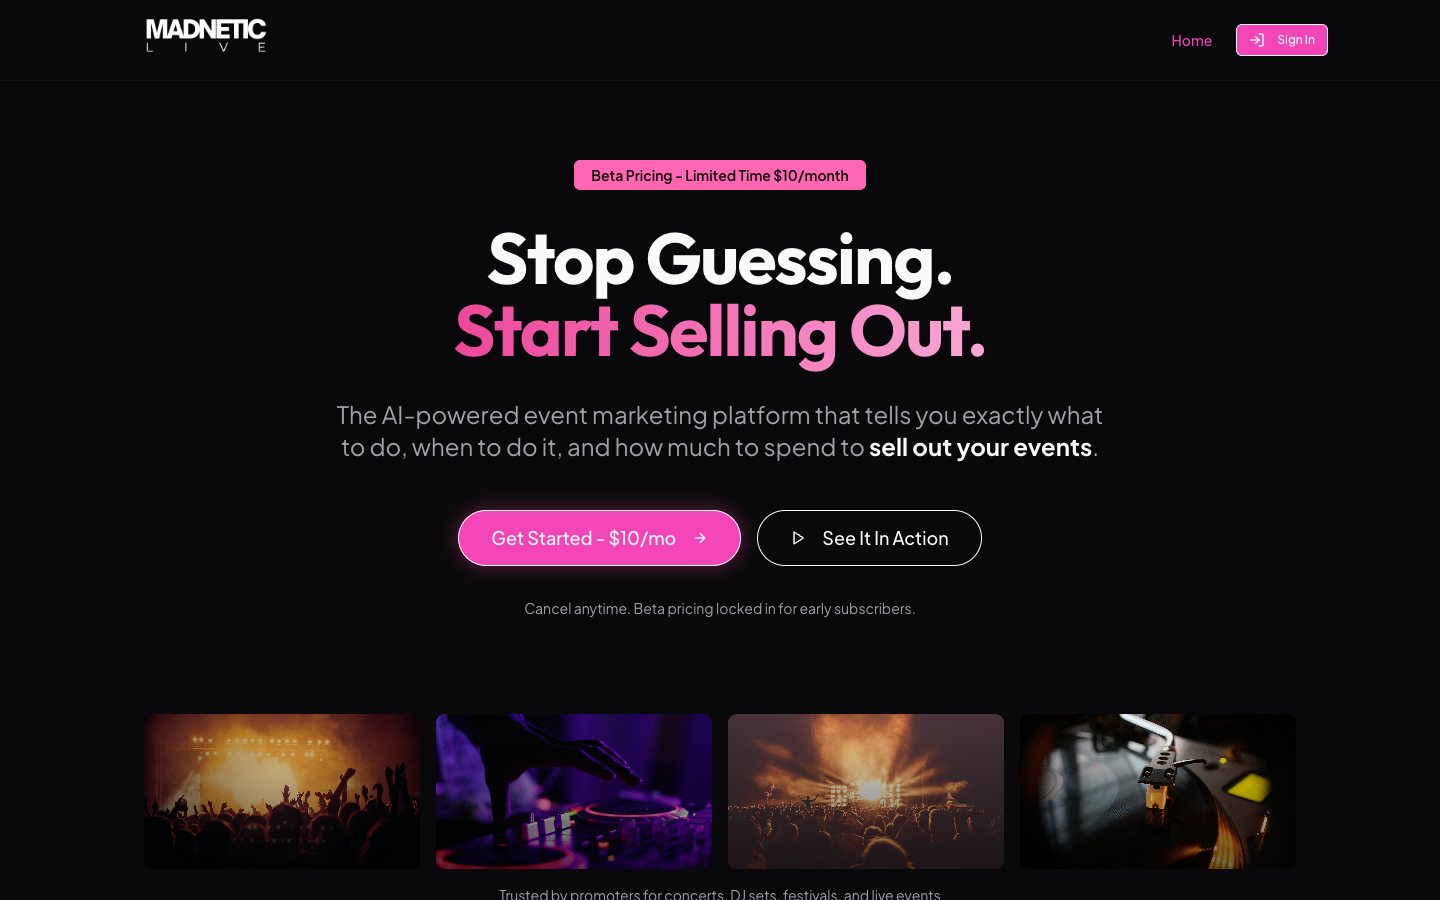 MADNETIC
LIVE
Home
Sign In
Beta Pricing - Limited Time $10/month
Stop Guessing.
Start Selling Out.
The AI-powered event marketing platform that tells you exactly what
to do, when to do it, and how much to spend to sell out your events.
Get Started - $10/mo
See It In Action
Cancel anytime. Beta pricing locked in for early subscribers.
Trusted by promoters for concerts, DJ sets, festivals, and live events